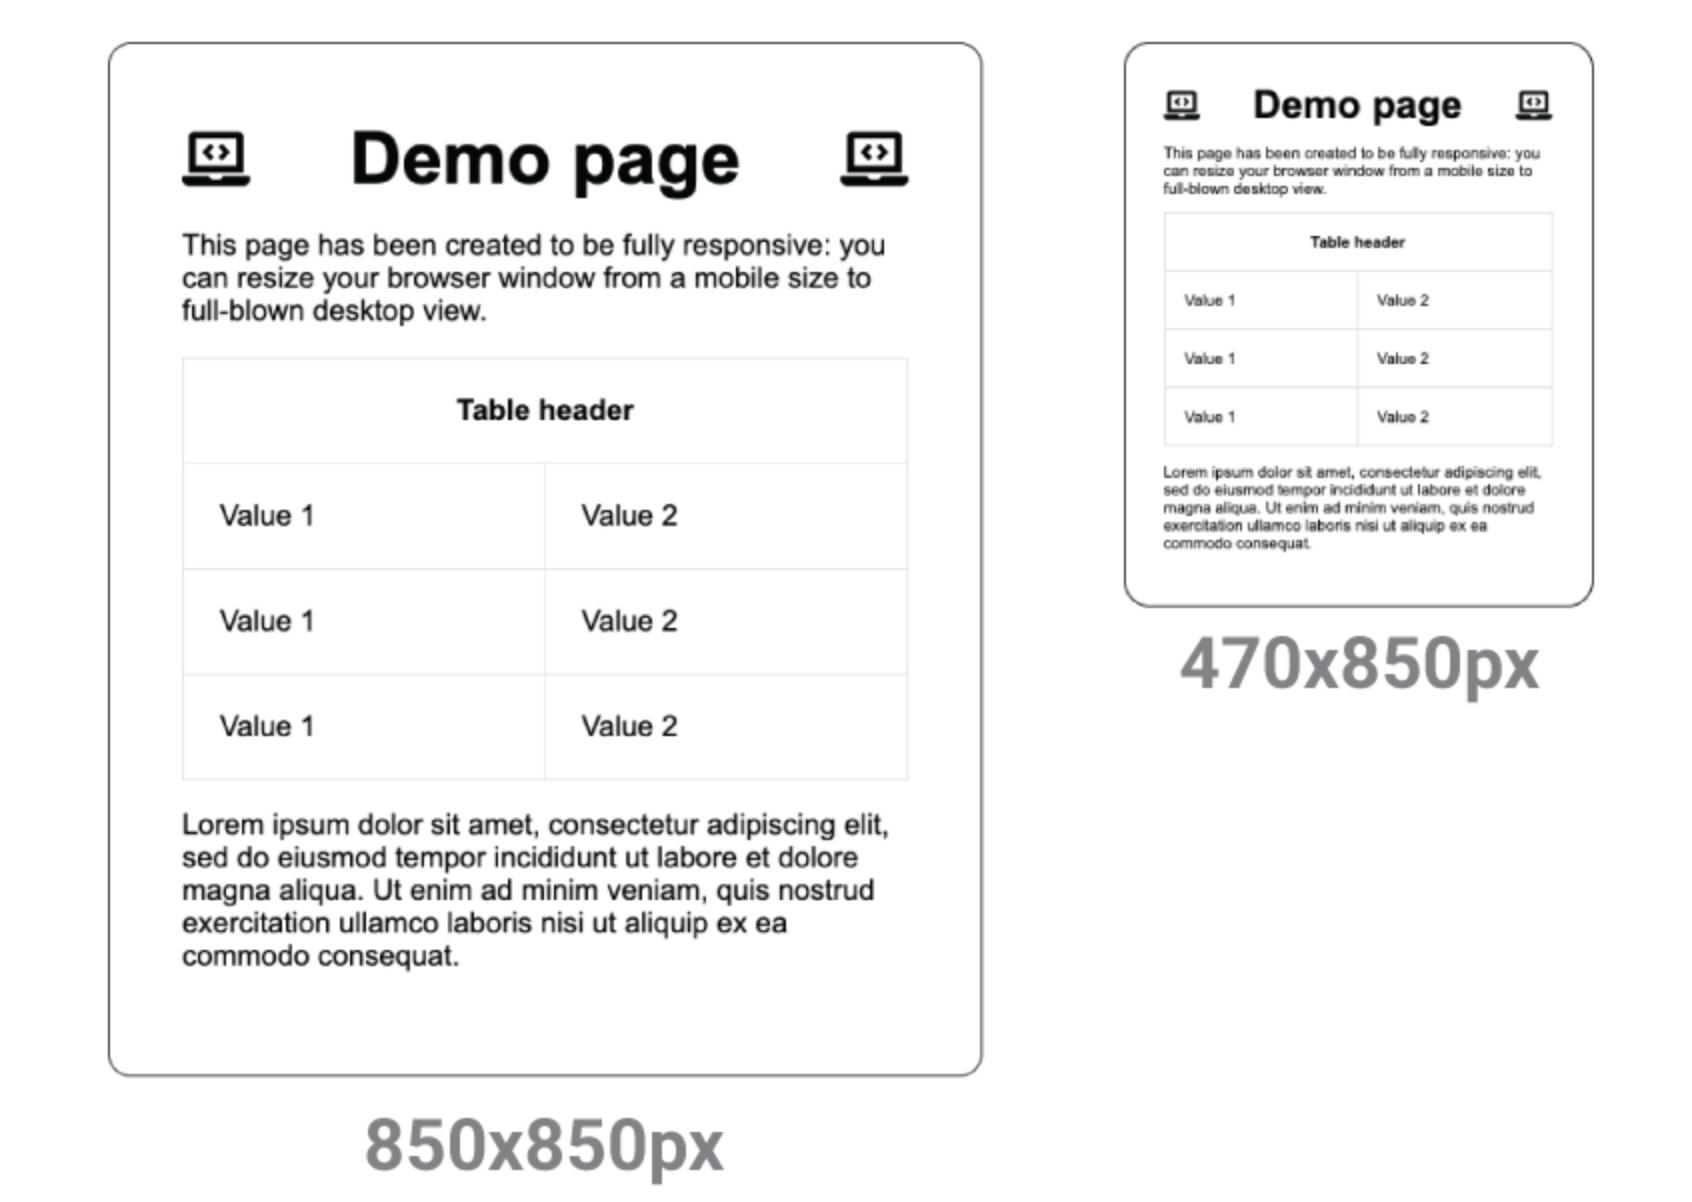 Demo page
This page has been created to be fully responsive: you
can resize your browser window from a mobile size to
full-blown desktop view.
Table header
Value 1 Value 2
Value 1 Value 2
Value 1 Value 2
Lorem ipsum dolor sit amet, consectetur adipiscing elit,
sed do eiusmod tempor incididunt ut labore et dolore
magna aliqua. Ut enim ad minim veniam, quis nostrud
exercitation ullamco laboris nisi ut aliquip ex ea
commodo consequat.
850x850px
Demo page
This page has been created to be fully responsive: you
can resize your browser window from a mobile size to
full-blown desktop view.
Table header
Value 1 Value 2
Value 1 Value 2
Value 1 Value 2
Lorem ipsum dolor sit amet, consectetur adipiscing elit,
sed do eiusmod tempor incididunt ut labore et dolore
magna aliqua. Ut enim ad minim veniam, quis nostrud
exercitation ullamco laboris nisi ut aliquip ex ea
commodo consequat.
470x850px